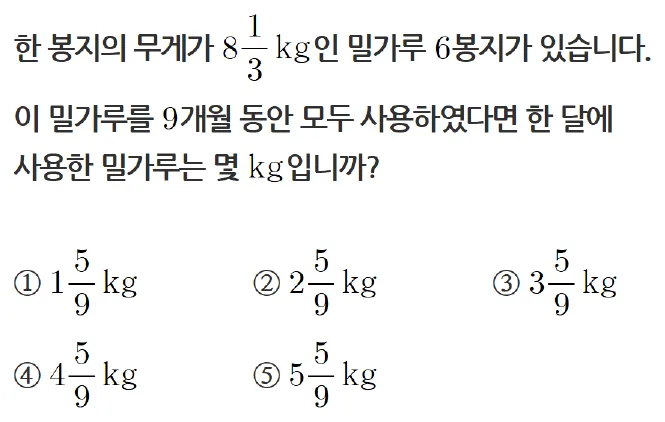 한 봉지의 무게가 8 1/3 kg인 밀가루 6봉지가 있습니다.
이 밀가루를 9개월 동안 모두 사용하였다면 한 달에
사용한 밀가루는 몇 kg입니까?
① 1 5/9 kg ② 2 5/9 kg ③ 3 5/9 kg
④ 4 5/9 kg ⑤ 5 5/9 kg